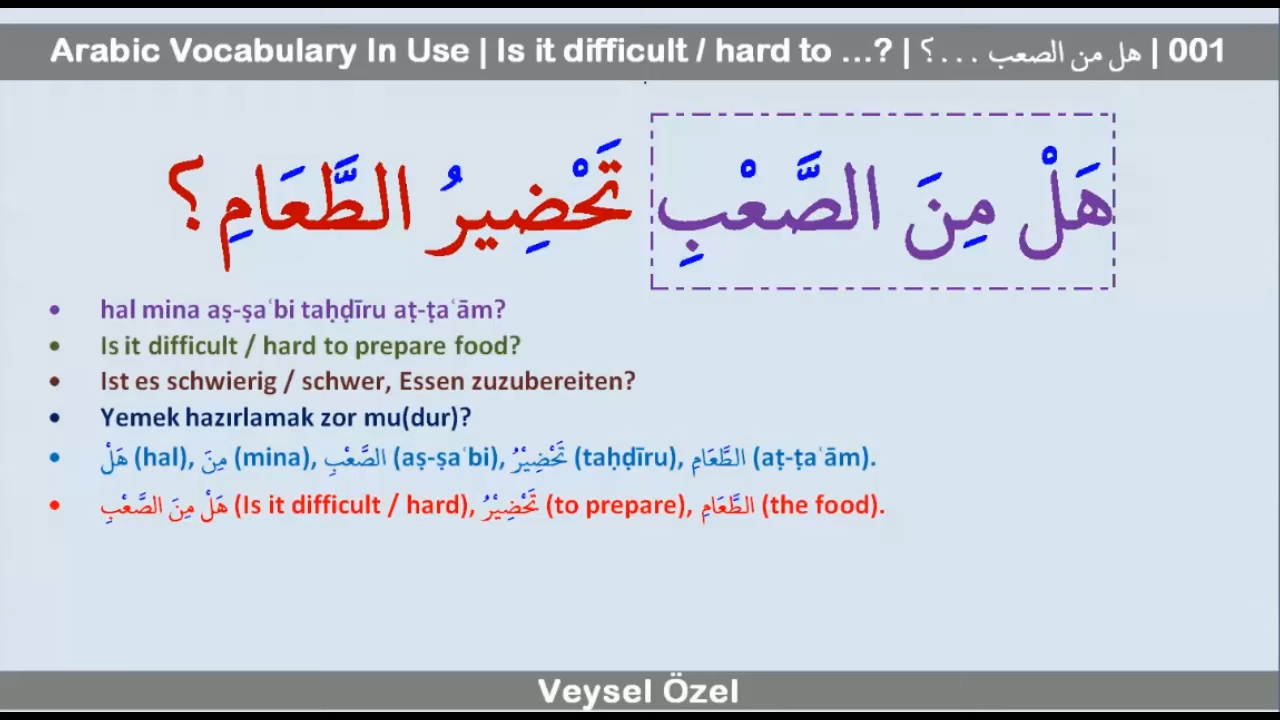 Arabic Vocabulary In Use | Is it difficult / hard to ...? | هل من الصعب ...؟ | 001
هَلْ مِنَ الصَّعْبِ تَحْضِيرُ الطَّعَامِ؟
• hal mina aṣ-ṣaʿbi taḥḍīru aṭ-ṭaʿām?
• Is it difficult / hard to prepare food?
• Ist es schwierig / schwer, Essen zuzubereiten?
• Yemek hazırlamak zor mu(dur)?
• هَلْ (hal), مِنَ (mina), الصَّعْبِ (aṣ-ṣaʿbi), تَحْضِيْرُ (taḥḍīru), الطَّعَامِ (aṭ-ṭaʿām).
• هَلْ مِنَ الصَّعْبِ (Is it difficult / hard), تَحْضِيْرُ (to prepare), الطَّعَامِ (the food).
Veysel Özel